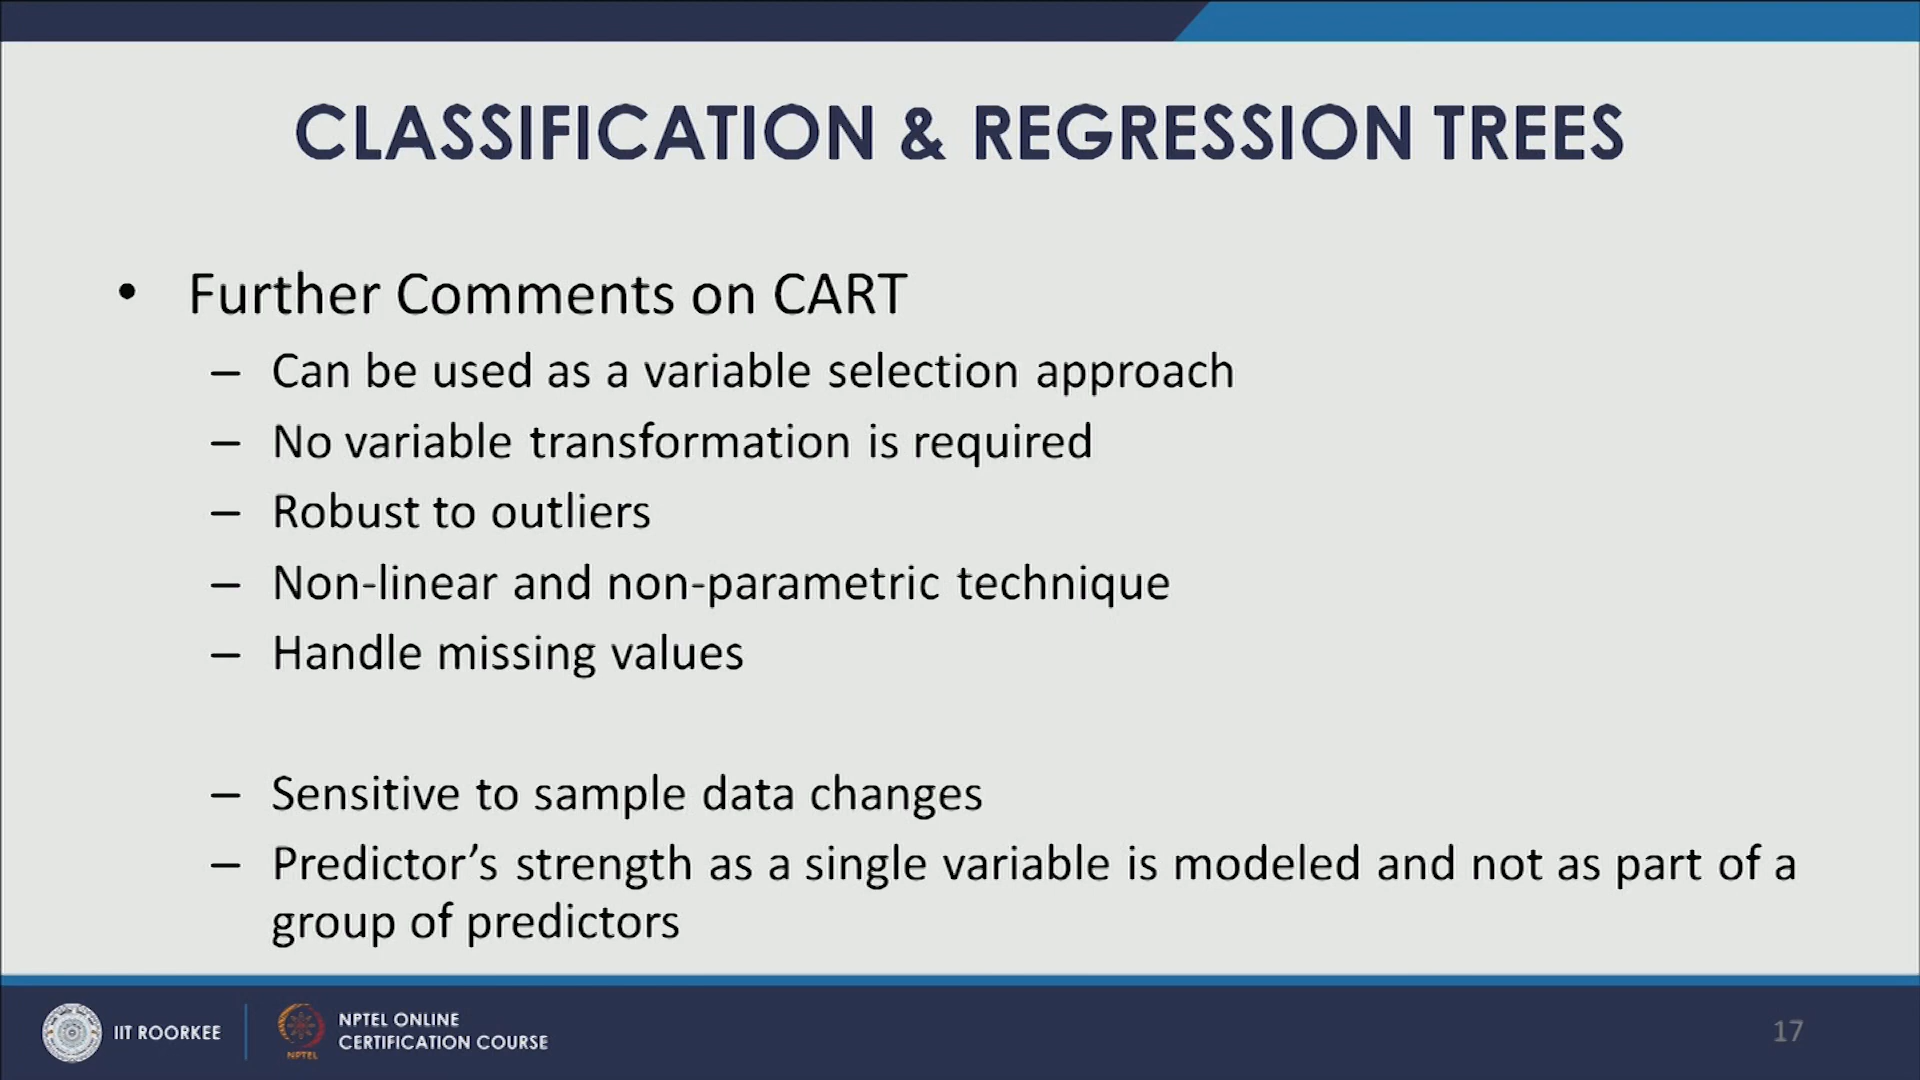 CLASSIFICATION & REGRESSION TREES
• Further Comments on CART
– Can be used as a variable selection approach
– No variable transformation is required
– Robust to outliers
– Non-linear and non-parametric technique
– Handle missing values
– Sensitive to sample data changes
– Predictor’s strength as a single variable is modeled and not as part of a
group of predictors
IIT ROORKEE
NPTEL
NPTEL ONLINE
CERTIFICATION COURSE
17